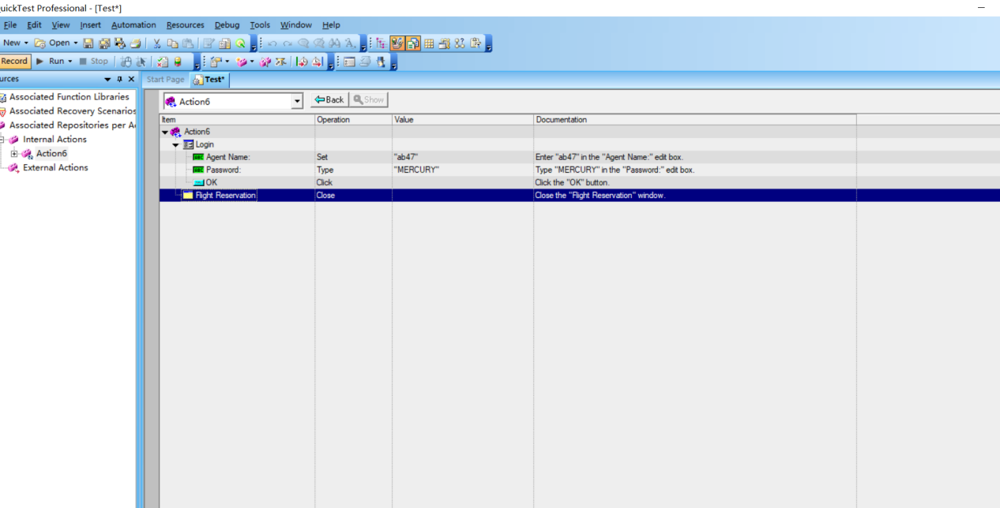 uickTest Professional - [Test*]
File Edit View Insert Automation Resources Debug Tools Window Help
New Open
Record Run Stop
urces
Start Page Test*
Associated Function Libraries
Associated Recovery Scenarios
Associated Repositories per A
Internal Actions
Action6
External Actions
Action6 Back Show
Item Operation Value Documentation
Action6
Login
Agent Name: Set "ab47" Enter "ab47" in the "Agent Name:" edit box.
Password: Type "MERCURY" Type "MERCURY" in the "Password:" edit box.
OK Click Click the "OK" button.
Flight Reservation Close Close the "Flight Reservation" window.